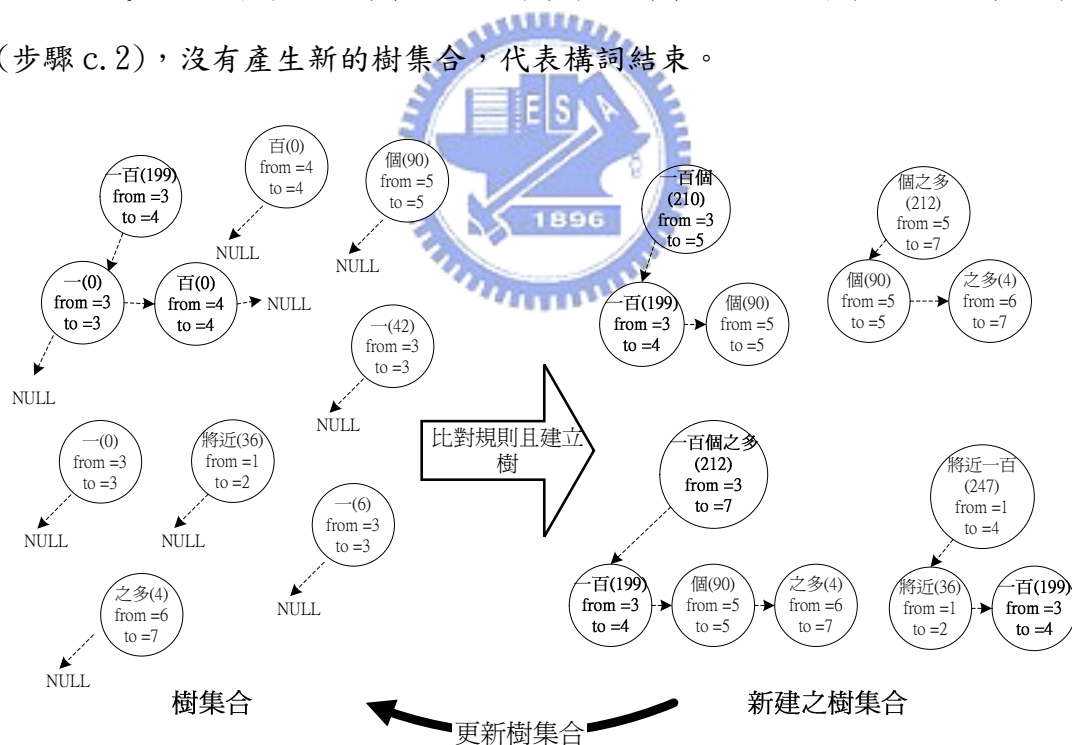 (步驟 c.2)，沒有產生新的樹集合，代表構詞結束。
ESA
1896
一百(199)
from =3
to =4
百(0)
from =4
to =4
NULL
個(90)
from =5
to =5
NULL
一(0)
from =3
to =3
NULL
百(0)
from =4
to =4
NULL
一(42)
from =3
to =3
NULL
一(0)
from =3
to =3
NULL
將近(36)
from =1
to =2
NULL
一(6)
from =3
to =3
NULL
之多(4)
from =6
to =7
NULL
樹集合
比對規則且建立
樹
一百個
(210)
from =3
to =5
一百(199)
from =3
to =4
個(90)
from =5
to =5
個之多
(212)
from =5
to =7
個(90)
from =5
to =5
之多(4)
from =6
to =7
一百個之多
(212)
from =3
to =7
一百(199)
from =3
to =4
個(90)
from =5
to =5
之多(4)
from =6
to =7
將近一百
(247)
from =1
to =4
將近(36)
from =1
to =2
一百(199)
from =3
to =4
新建之樹集合
更新樹集合